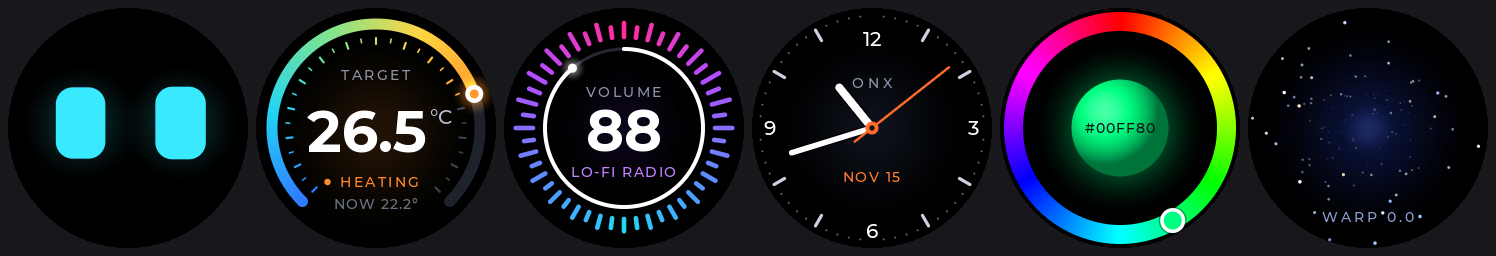 TARGET
26.5 °C
HEATING
NOW 22.2°
VOLUME
88
LO-FI RADIO
12
ONX
9
3
NOV 15
6
#00FF80
WARP 0.0